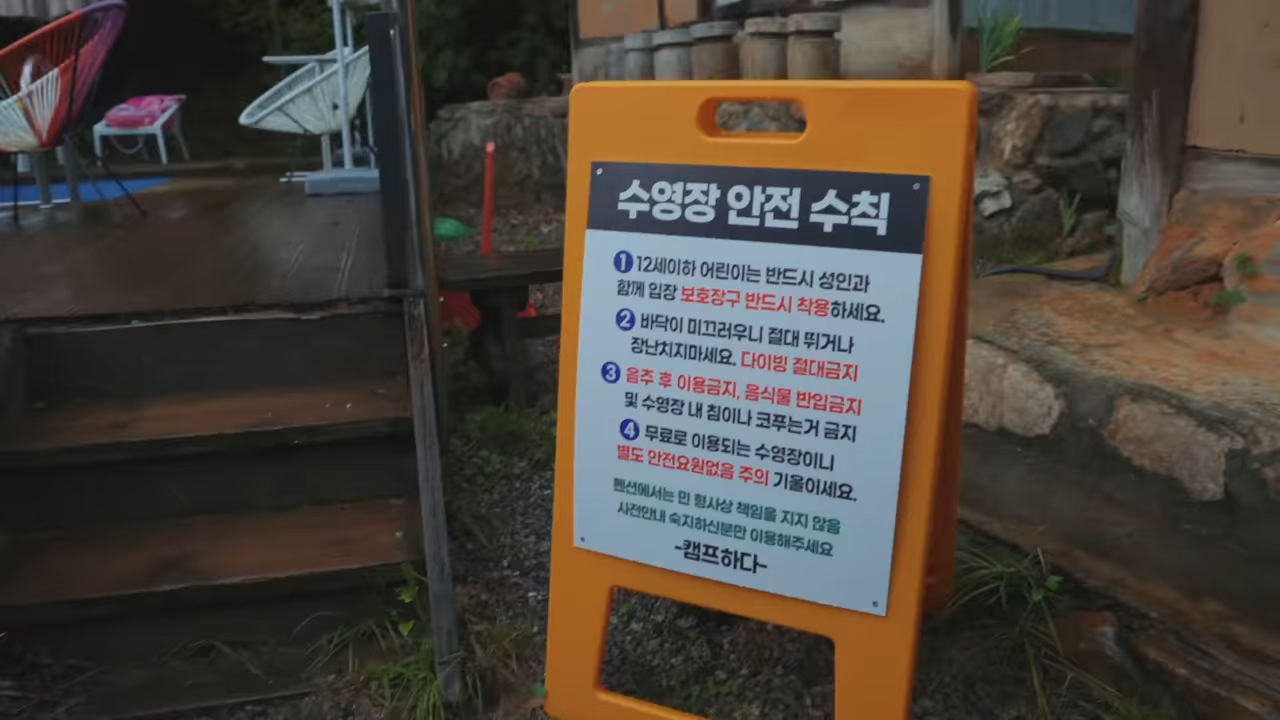 수영장 안전 수칙
1 12세이하 어린이는 반드시 성인과
함께 입장 보호장구 반드시 착용하세요.
2 바닥이 미끄러우니 절대 뛰거나
장난치지마세요. 다이빙 절대금지
3 음주 후 이용금지, 음식물 반입금지
및 수영장 내 침이나 코푸는거 금지
4 무료로 이용되는 수영장이니
별도 안전요원없음 주의 기울이세요.
펜션에서는 민 형사상 책임을 지지 않음
사전안내 숙지하신분만 이용해주세요
-캠프하다-